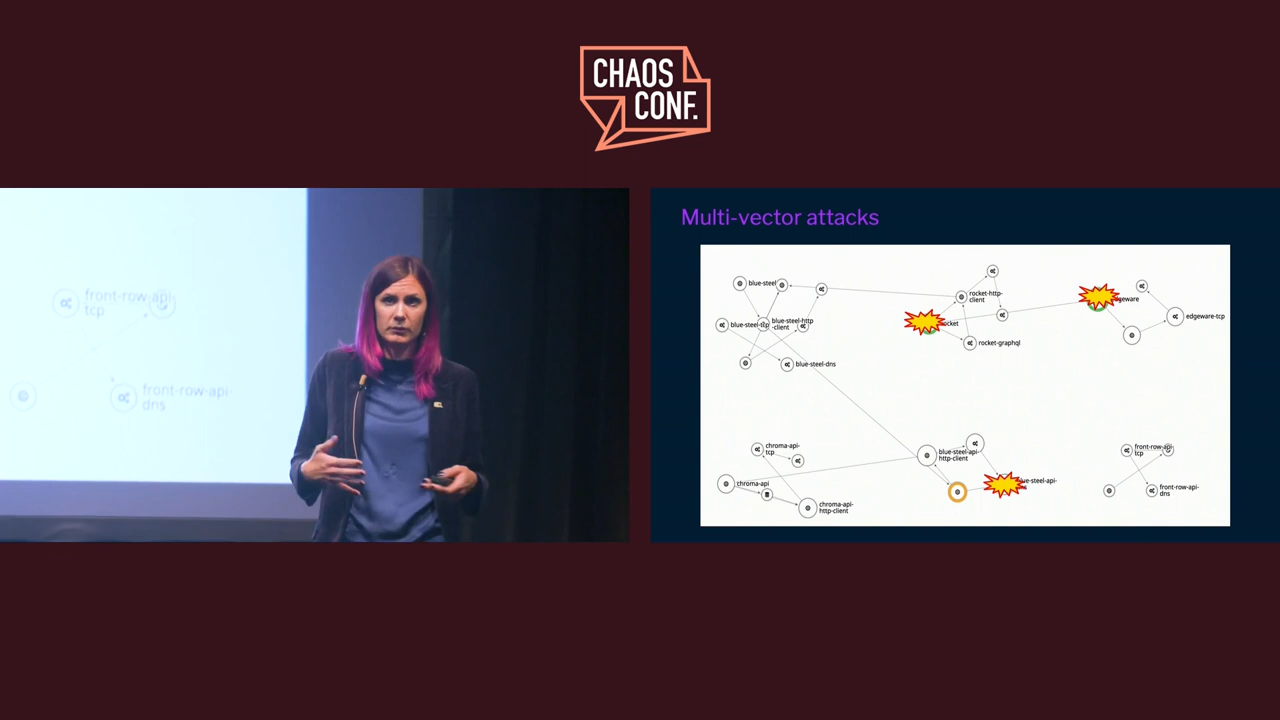 CHAOS
CONF.
front-row-api
tcp
front-row-api-
dns
Multi-vector attacks
blue-steel
blue-steel-tcp
blue-steel-http
-client
blue-steel-dns
rocket-http-
client
rocket
rocket-graphql
edgeware
edgeware-tcp
chroma-api-
tcp
chroma-api
chroma-api-
http-client
blue-steel-api-
http-client
ue-steel-api-
front-row-api-
tcp
front-row-api-
dns